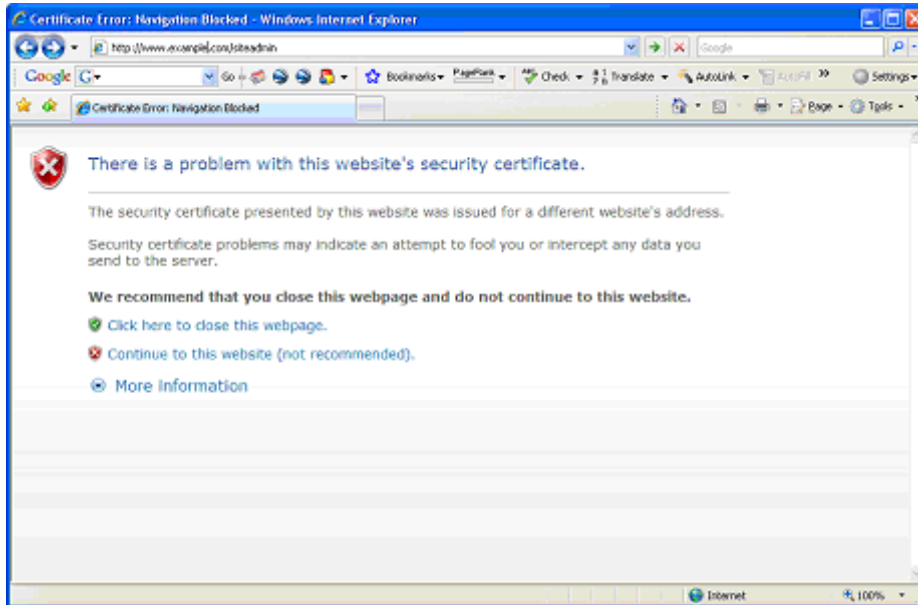 Certificate Error: Navigation Blocked - Windows Internet Explorer
http://www.example.com/siteadmin
Google
Google G Go Bookmarks PageRank Check Translate AutoLink AutoFill Settings
Certificate Error: Navigation Blocked Page Tools
There is a problem with this website's security certificate.
The security certificate presented by this website was issued for a different website's address.
Security certificate problems may indicate an attempt to fool you or intercept any data you
send to the server.
We recommend that you close this webpage and do not continue to this website.
Click here to close this webpage.
Continue to this website (not recommended).
More information
Internet 100%